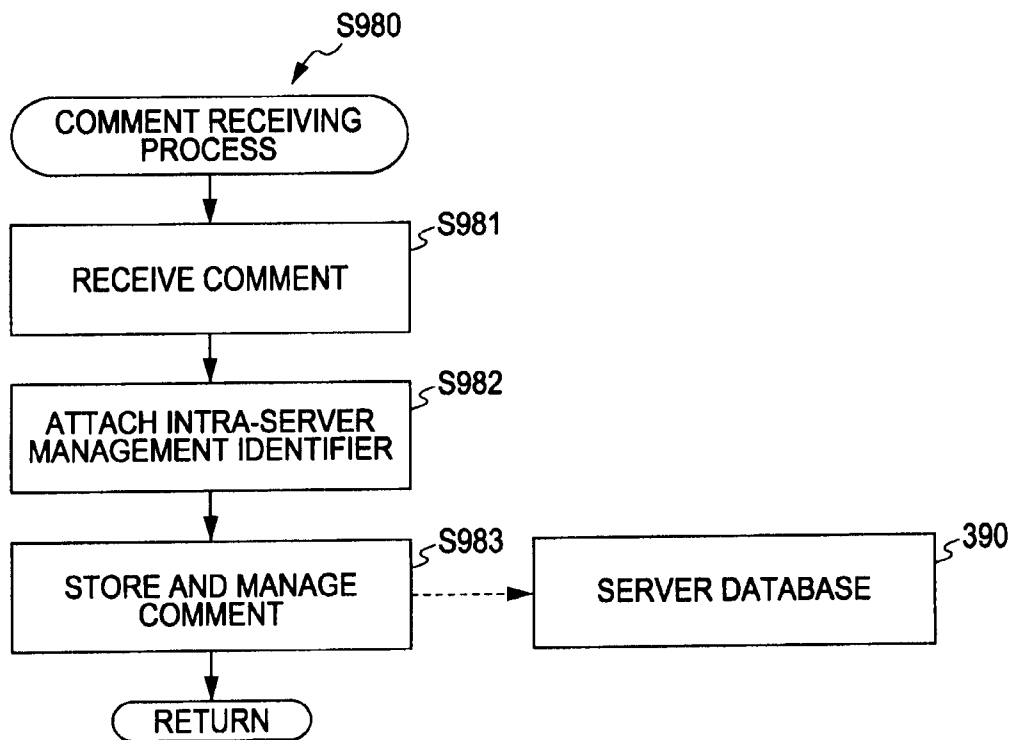 S980
COMMENT RECEIVING
PROCESS
S981
RECEIVE COMMENT
S982
ATTACH INTRA-SERVER
MANAGEMENT IDENTIFIER
S983
STORE AND MANAGE
COMMENT
390
SERVER DATABASE
RETURN